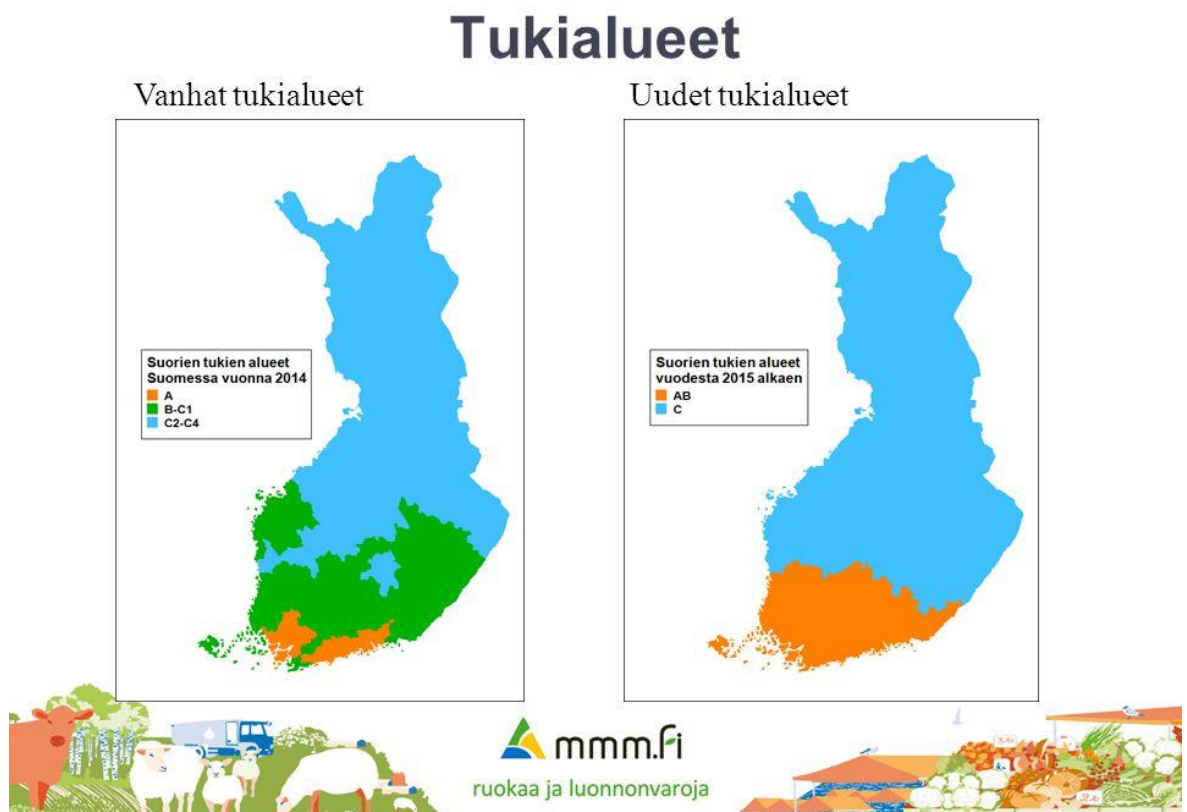 Tukialueet
Vanhat tukialueet
Uudet tukialueet
Suorien tukien alueet
Suomessa vuonna 2014
A
B-C1
C2-C4
Suorien tukien alueet
vuodesta 2015 alkaen
AB
C
mmm.fi
ruokaa ja luonnonvaroja